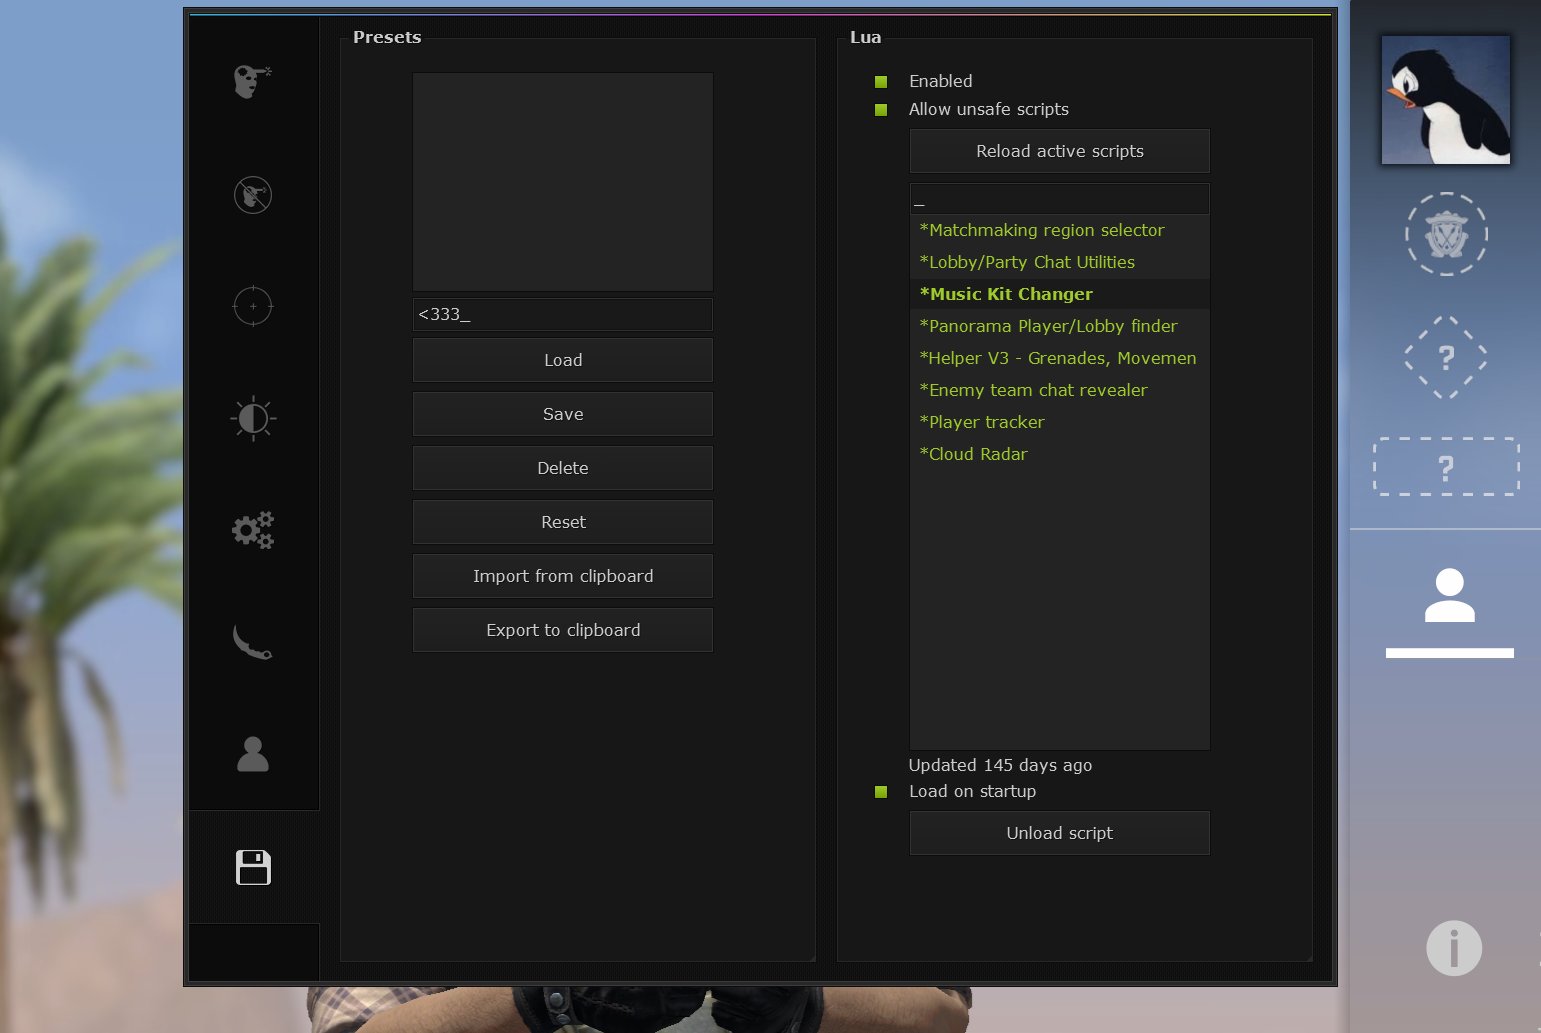 Presets
<333_
Load
Save
Delete
Reset
Import from clipboard
Export to clipboard
Lua
Enabled
Allow unsafe scripts
Reload active scripts
_
*Matchmaking region selector
*Lobby/Party Chat Utilities
*Music Kit Changer
*Panorama Player/Lobby finder
*Helper V3 - Grenades, Movemen
*Enemy team chat revealer
*Player tracker
*Cloud Radar
Updated 145 days ago
Load on startup
Unload script
?
?
i